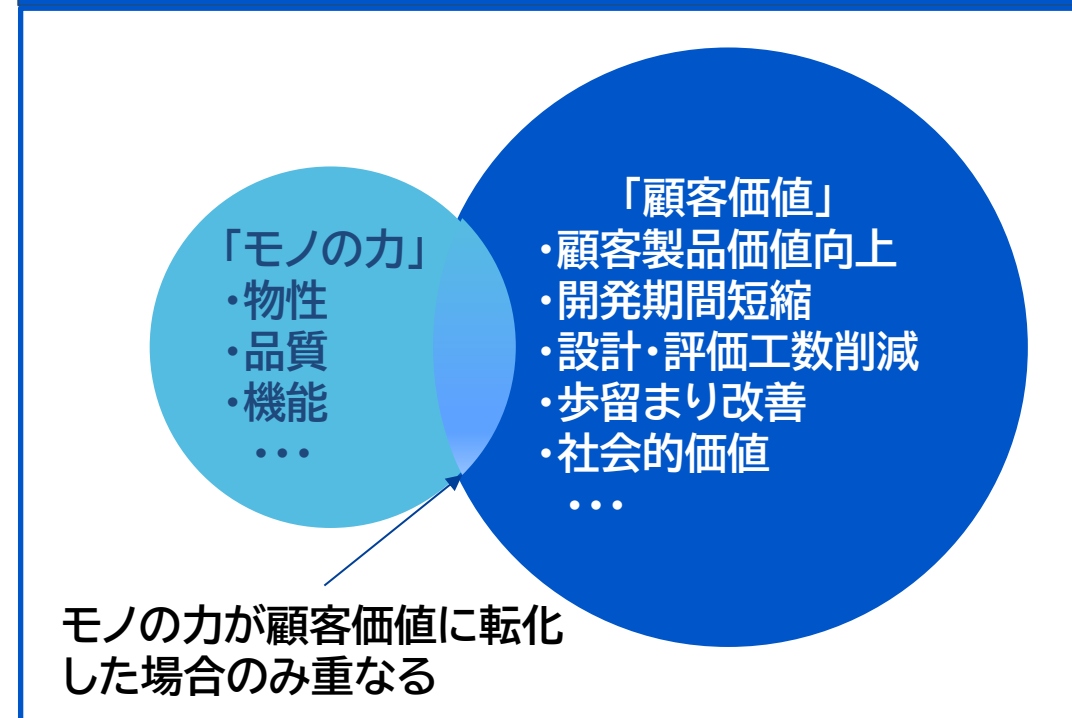 「モノの力」
・物性
・品質
・機能
・・・
「顧客価値」
・顧客製品価値向上
・開発期間短縮
・設計・評価工数削減
・歩留まり改善
・社会的価値
・・・
モノの力が顧客価値に転化
した場合のみ重なる